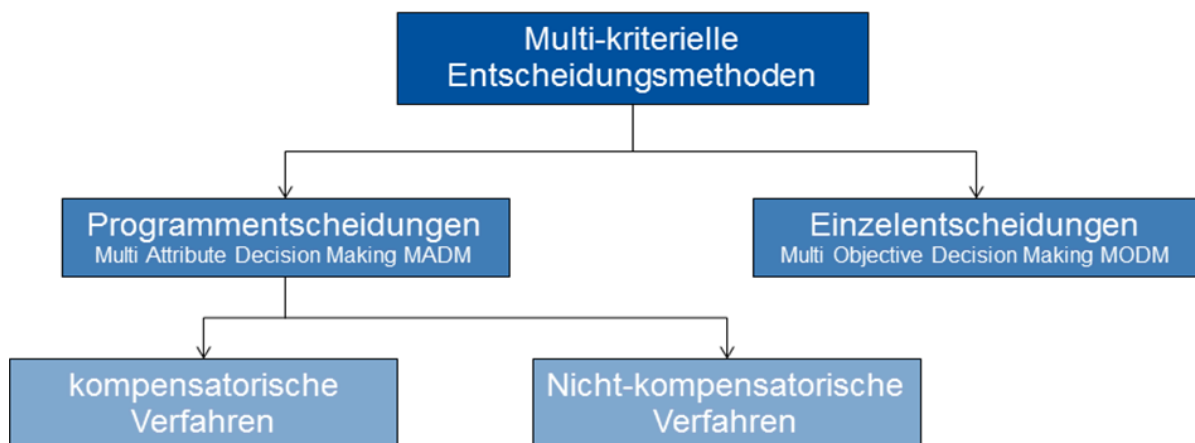 Multi-kriterielle
Entscheidungsmethoden
Programmentscheidungen
Multi Attribute Decision Making MADM
Einzelentscheidungen
Multi Objective Decision Making MODM
kompensatorische
Verfahren
Nicht-kompensatorische
Verfahren